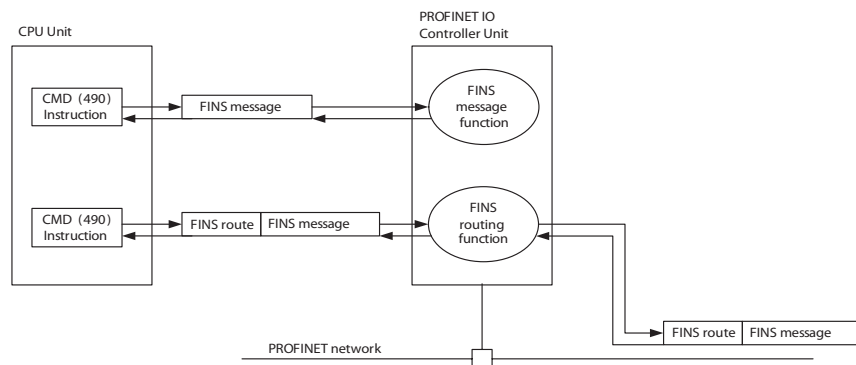 PROFINET IO
Controller Unit
CPU Unit
CMD (490)
Instruction
FINS message
FINS
message
function
CMD (490)
Instruction
FINS route
FINS message
FINS
routing
function
FINS route
FINS message
PROFINET network